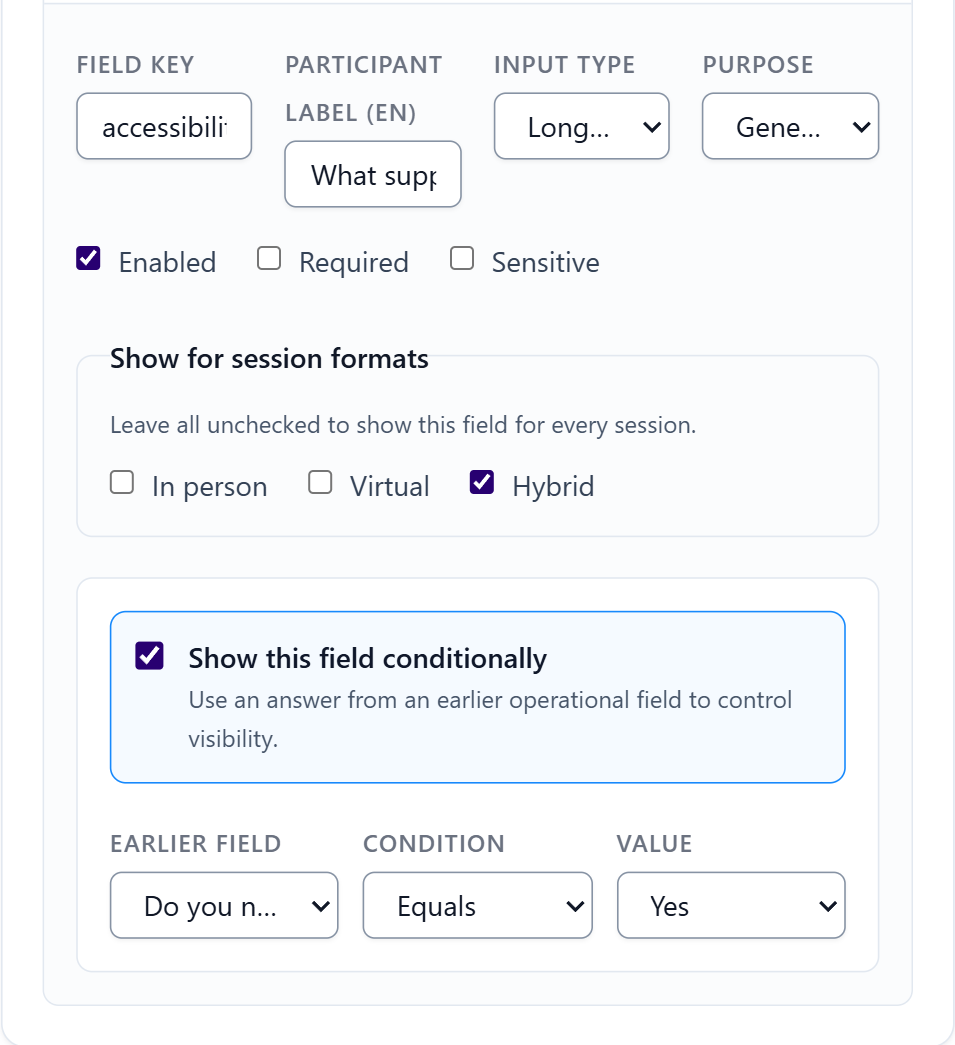 FIELD KEY
PARTICIPANT LABEL (EN)
INPUT TYPE
PURPOSE
accessibili
What supp
Long...
Gene...
Enabled
Required
Sensitive
Show for session formats
Leave all unchecked to show this field for every session.
In person
Virtual
Hybrid
Show this field conditionally
Use an answer from an earlier operational field to control
visibility.
EARLIER FIELD
CONDITION
VALUE
Do you n...
Equals
Yes